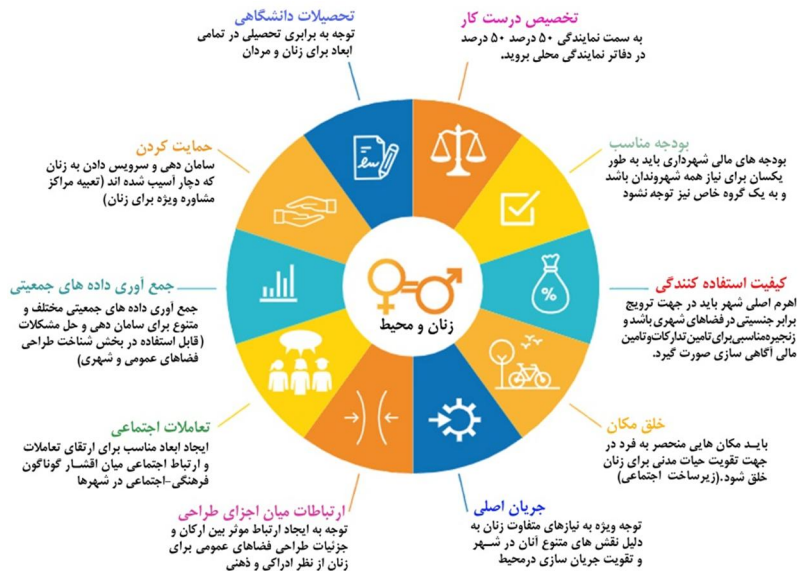 تخصیص درست کار
به سمت نمایندگی ۵۰ درصد ۵۰ درصد
در دفاتر نمایندگی محلی بروید.
بودجه مناسب
بودجه های مالی شهرداری باید به طور
یکسان برای نیاز همه شهروندان باشد
و به یک گروه خاص نیز توجه نشود
کیفیت استفاده کنندگی
اهرم اصلی شهر باید در جهت ترویج
برابر جنسیتی در فضاهای شهری باشد و
زنجیره مناسبی برای تامین تدارکات و تامین
مالی آگاهی سازی صورت گیرد.
خلق مکان
بایـد مکان هایی منحصر به فرد در
جهت تقویت حیات مدنی برای زنان
خلق شود.(زیرساخت اجتماعی)
جریان اصلی
توجه ویژه به نیازهای متفاوت زنان به
دلیل نقش های متنوع آنان در شـهر
و تقویت جریان سازی درمحیط
ارتباطات میان اجزای طراحی
توجه به ایجاد ارتباط موثر بین ارکان و
جزئیات طراحی فضاهای عمومی برای
زنان از نظر ادراکی و ذهنی
تعاملات اجتماعی
ایجاد ابعاد مناسب برای ارتقای تعاملات
و ارتباط اجتماعی میان اقشـار گوناگون
فرهنگی-اجتماعی در شهرها
جمع آوری داده های جمعیتی
جمع آوری داده های جمعیتی مختلف و
متنوع برای سامان دهی و حل مشکلات
(قابل استفاده در بخش شناخت طراحی
فضاهای عمومی و شهری)
حمایت کردن
سامان دهی و سرویس دادن به زنان
که دچار آسیب شده اند (تعبیه مراکز
مشاوره ویژه برای زنان)
تحصیلات دانشگاهی
توجه به برابری تحصیلی در تمامی
ابعاد برای زنان و مردان
زنان و محیط
%